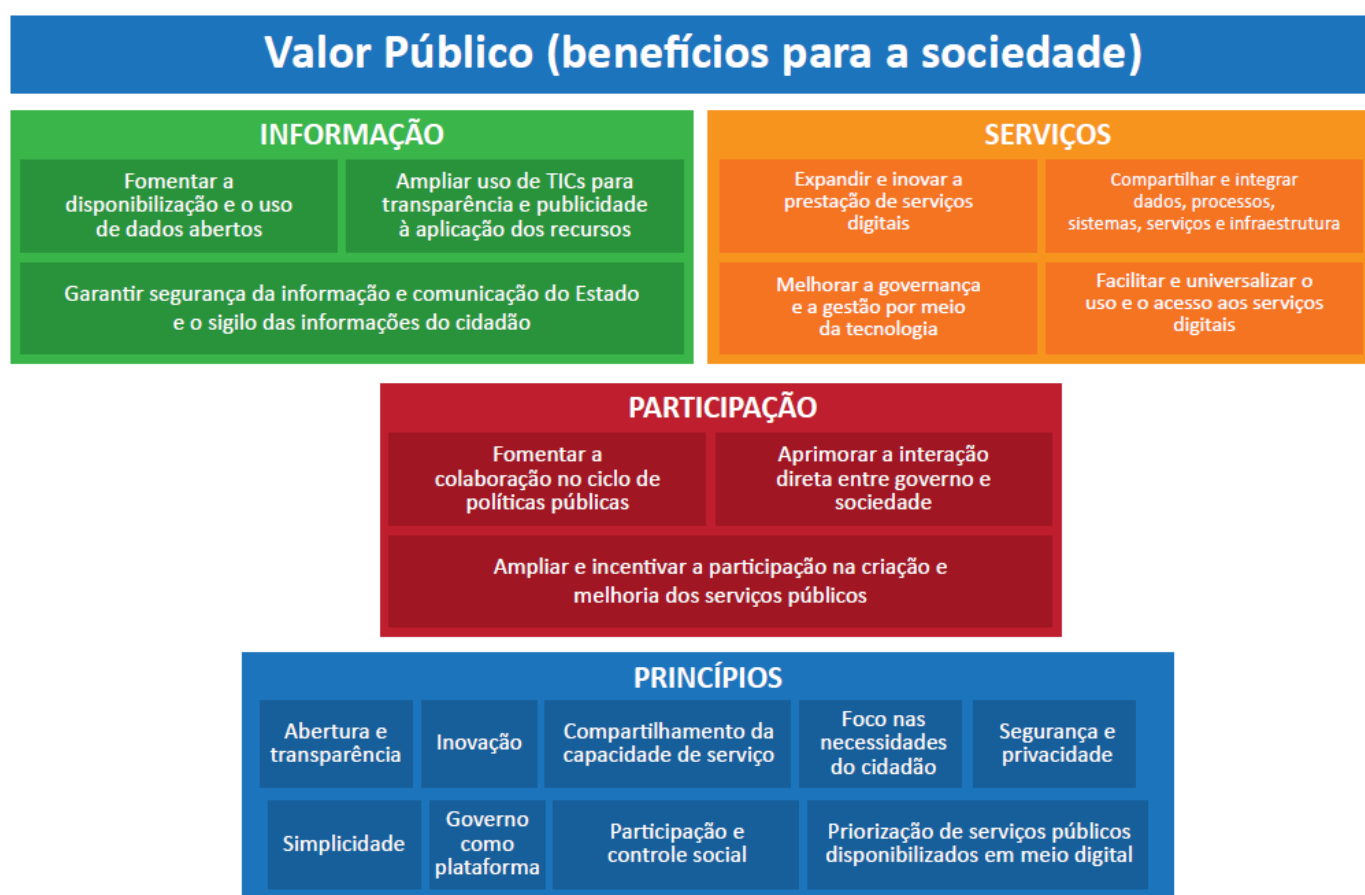 Valor Público (benefícios para a sociedade)
INFORMAÇÃO
Fomentar a
disponibilização e o uso
de dados abertos
Ampliar uso de TICs para
transparência e publicidade
à aplicação dos recursos
Garantir segurança da informação e comunicação do Estado
e o sigilo das informações do cidadão
SERVIÇOS
Expandir e inovar a
prestação de serviços
digitais
Compartilhar e integrar
dados, processos,
sistemas, serviços e infraestrutura
Melhorar a governança
e a gestão por meio
da tecnologia
Facilitar e universalizar o
uso e o acesso aos serviços
digitais
PARTICIPAÇÃO
Fomentar a
colaboração no ciclo de
políticas públicas
Aprimorar a interação
direta entre governo e
sociedade
Ampliar e incentivar a participação na criação e
melhoria dos serviços públicos
PRINCÍPIOS
Abertura e
transparência
Inovação
Compartilhamento da
capacidade de serviço
Foco nas
necessidades
do cidadão
Segurança e
privacidade
Simplicidade
Governo
como
plataforma
Participação e
controle social
Priorização de serviços públicos
disponibilizados em meio digital